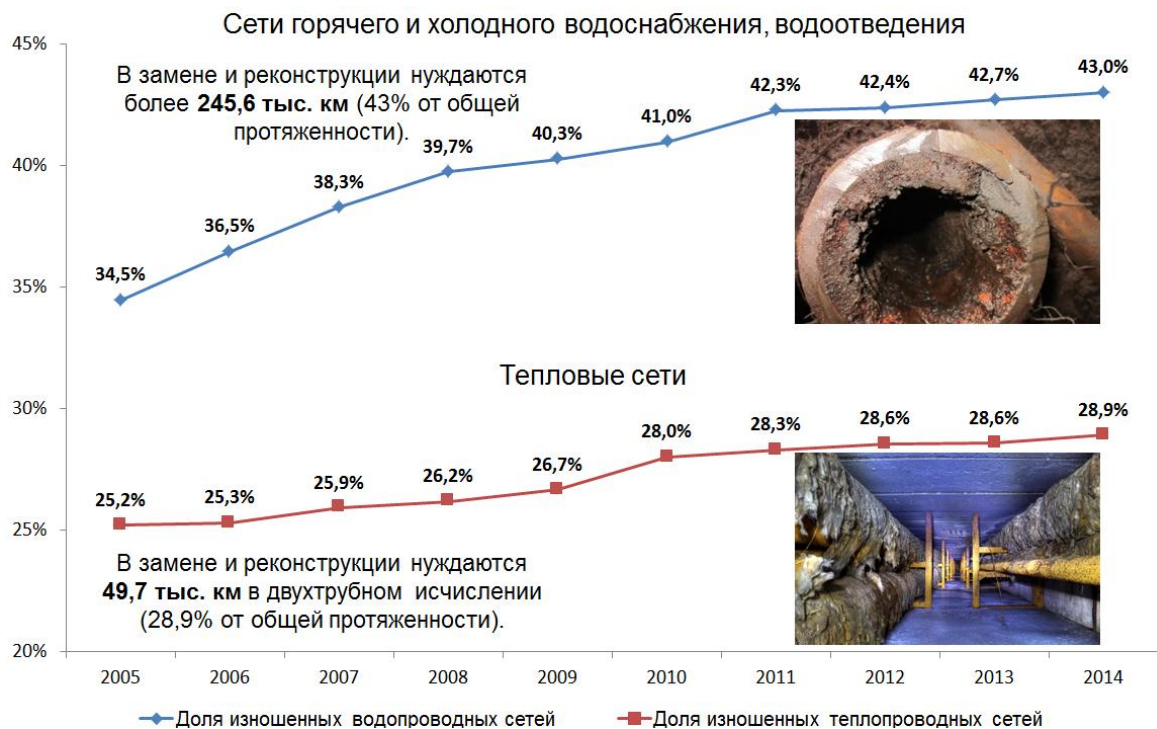 Сети горячего и холодного водоснабжения, водоотведения
45%
В замене и реконструкции нуждаются
более 245,6 тыс. км (43% от общей
протяженности).
34,5%
36,5%
38,3%
39,7%
40,3%
41,0%
42,3%
42,4%
42,7%
43,0%
40%
35%
Тепловые сети
30%
25,2%
25,3%
25,9%
26,2%
26,7%
28,0%
28,3%
28,6%
28,6%
28,9%
25%
В замене и реконструкции нуждаются
49,7 тыс. км в двухтрубном исчислении
(28,9% от общей протяженности).
20%
2005 2006 2007 2008 2009 2010 2011 2012 2013 2014
Доля изношенных водопроводных сетей Доля изношенных теплопроводных сетей